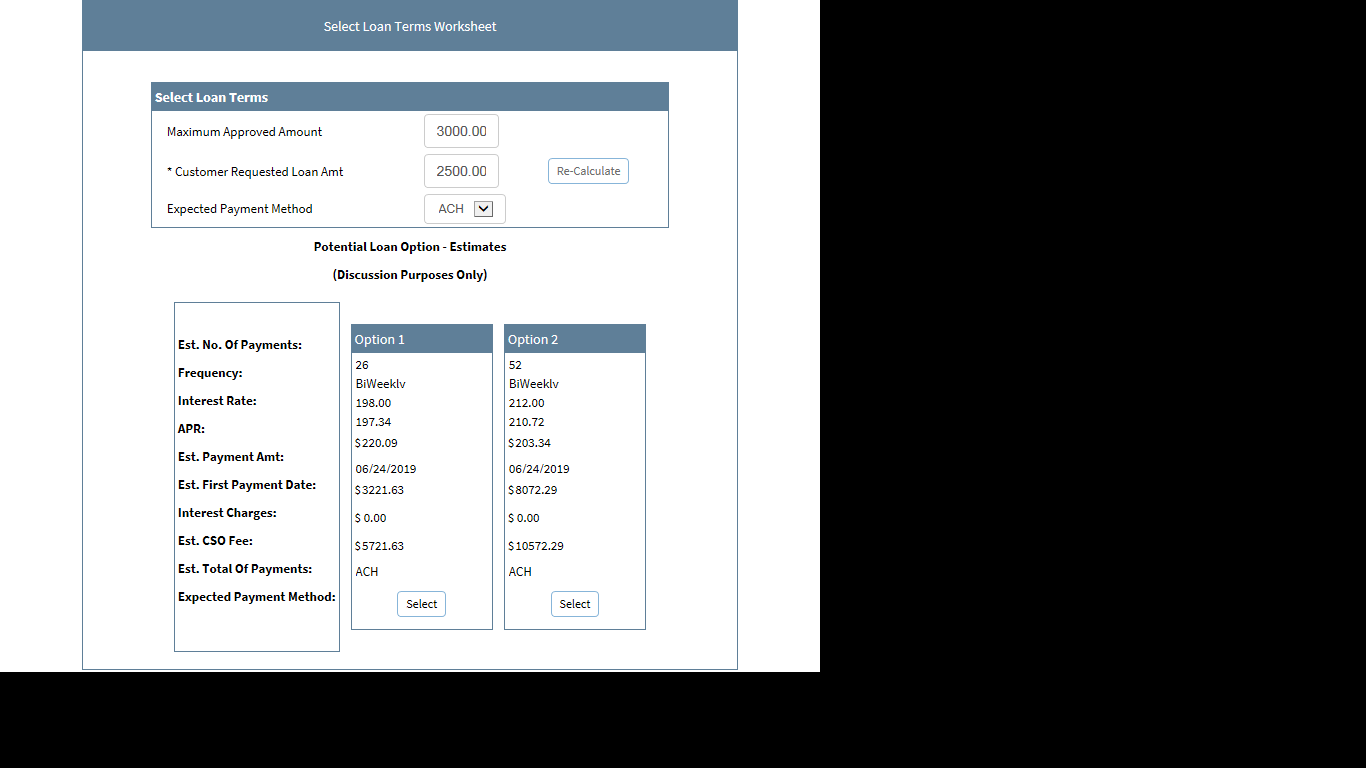 Select Loan Terms Worksheet
Select Loan Terms
Maximum Approved Amount 3000.00
* Customer Requested Loan Amt 2500.00 Re-Calculate
Expected Payment Method ACH
Potential Loan Option - Estimates
(Discussion Purposes Only)
Est. No. Of Payments:
Frequency:
Interest Rate:
APR:
Est. Payment Amt:
Est. First Payment Date:
Interest Charges:
Est. CSO Fee:
Est. Total Of Payments:
Expected Payment Method:
Option 1
26
BiWeekly
198.00
197.34
$220.09
06/24/2019
$3221.63
$ 0.00
$5721.63
ACH
Select
Option 2
52
BiWeekly
212.00
210.72
$203.34
06/24/2019
$8072.29
$ 0.00
$10572.29
ACH
Select